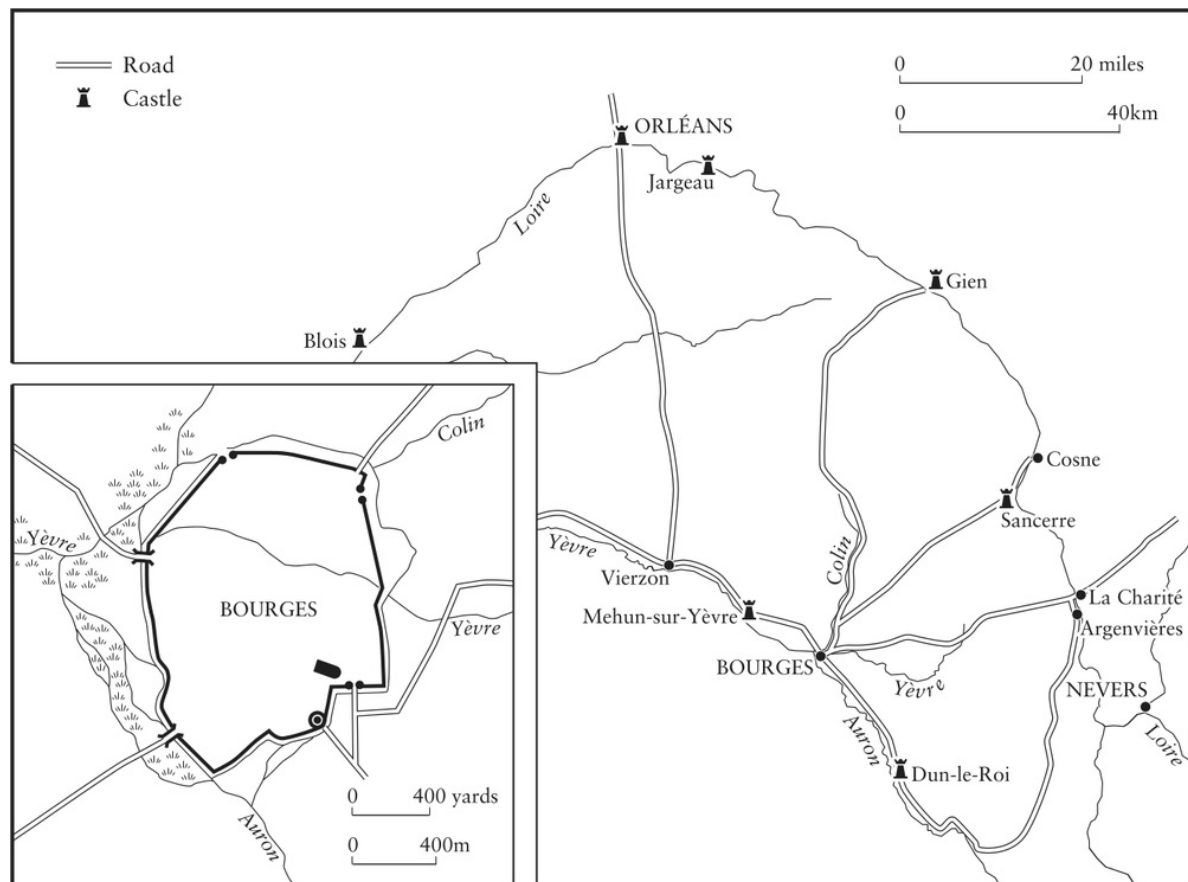 Road
Castle
0 20 miles
0 40km
ORLÉANS
Jargeau
Loire
Gien
Blois
Cosne
Sancerre
Colin
Yèvre
Vierzon
Mehun-sur-Yèvre
La Charité
Argenvières
BOURGES
Yèvre
NEVERS
Loire
Auron
Dun-le-Roi
Colin
Yèvre
BOURGES
Yèvre
0 400 yards
0 400m
Auron